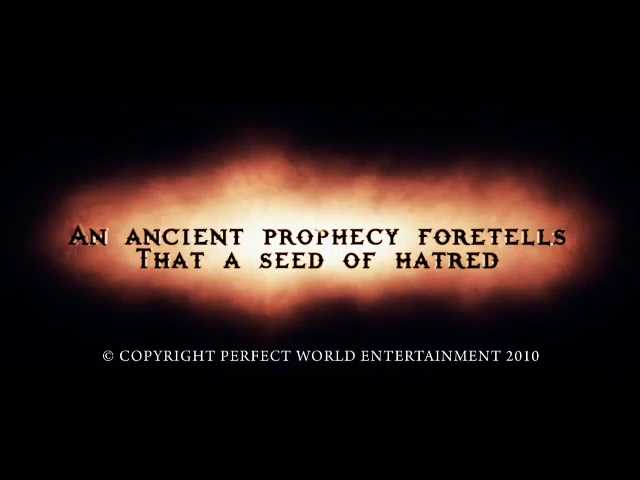 An ancient prophecy foretells
That a seed of hatred
© COPYRIGHT PERFECT WORLD ENTERTAINMENT 2010